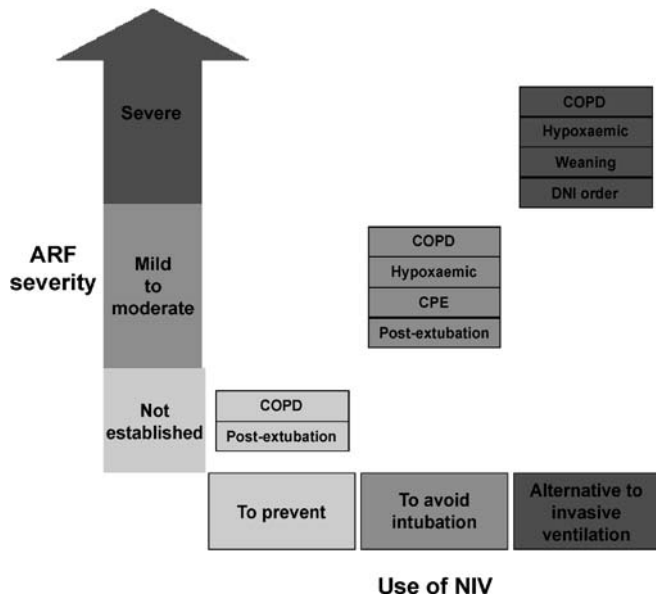 Severe
ARF
severity
Mild
to
moderate
Not
established
COPD
Hypoxaemic
Weaning
DNI order
COPD
Hypoxaemic
CPE
Post-extubation
COPD
Post-extubation
To prevent
To avoid
intubation
Alternative to
invasive
ventilation
Use of NIV